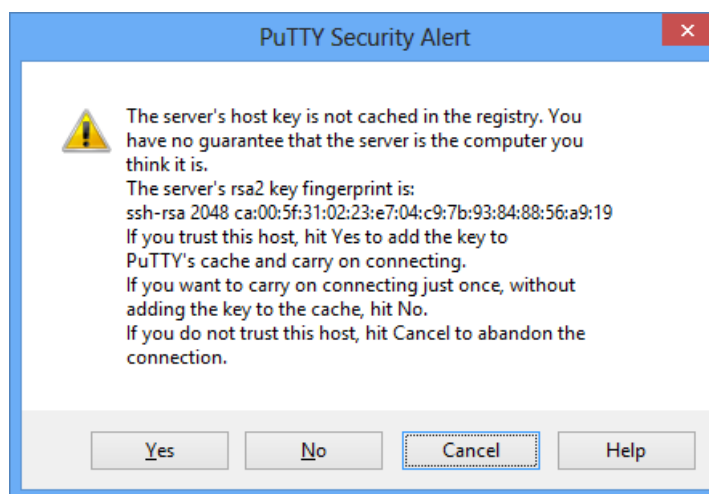 PuTTY Security Alert
The server's host key is not cached in the registry. You
have no guarantee that the server is the computer you
think it is.
The server's rsa2 key fingerprint is:
ssh-rsa 2048 ca:00:5f:31:02:23:e7:04:c9:7b:93:84:88:56:a9:19
If you trust this host, hit Yes to add the key to
PuTTY's cache and carry on connecting.
If you want to carry on connecting just once, without
adding the key to the cache, hit No.
If you do not trust this host, hit Cancel to abandon the
connection.
Yes No Cancel Help